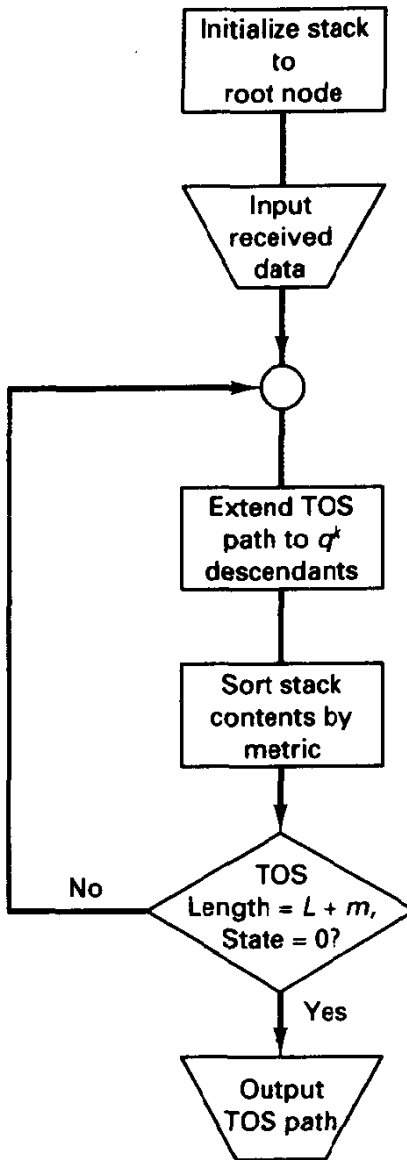 Initialize stack
to
root node
Input
received
data
Extend TOS
path to q^k
descendants
Sort stack
contents by
metric
TOS
Length = L + m,
State = 0?
No
Yes
Output
TOS path